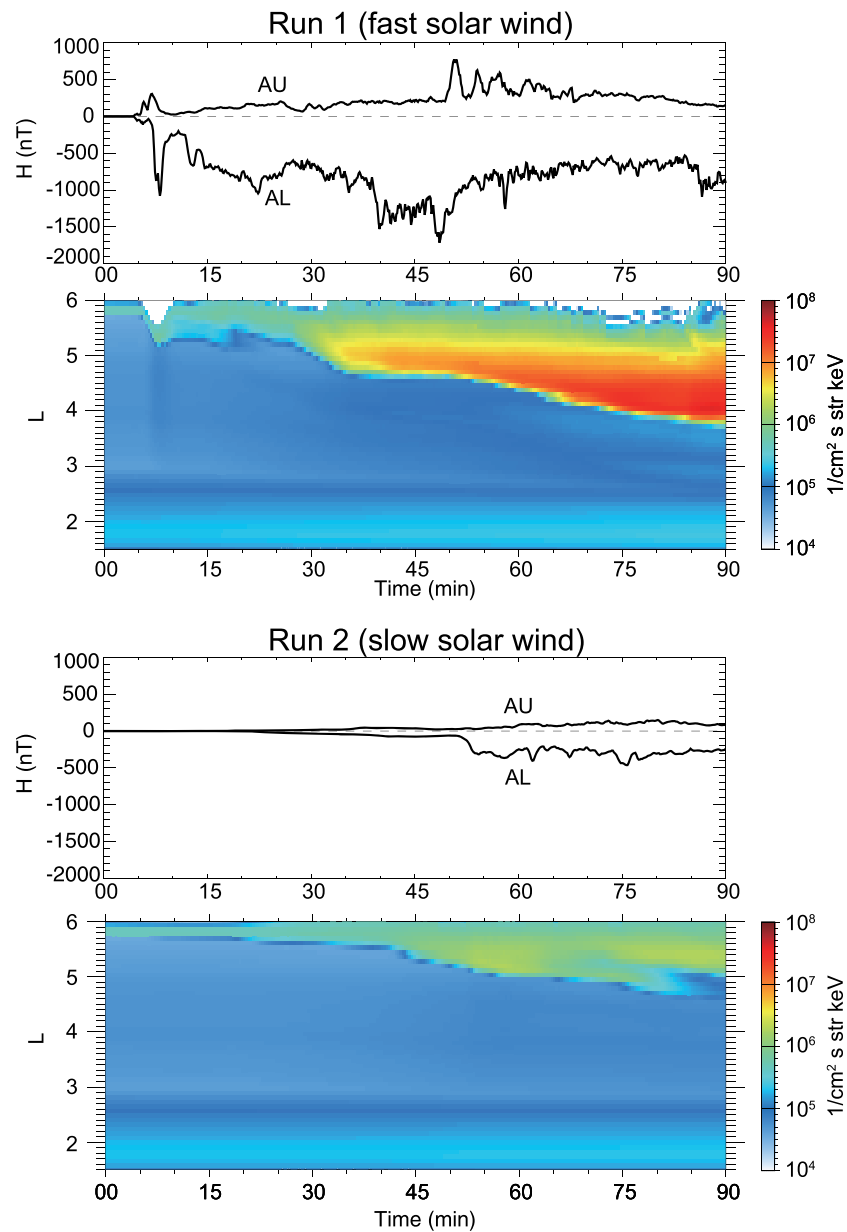 Run 1 (fast solar wind)
1000
500
0
-500
-1000
-1500
-2000
H (nT)
AU
AL
00 15 30 45 60 75 90
6
5
4
3
2
L
00 15 30 45 60 75 90
Time (min)
10⁸
10⁷
10⁶
10⁵
10⁴
1/cm² s str keV
Run 2 (slow solar wind)
1000
500
0
-500
-1000
-1500
-2000
H (nT)
AU
AL
00 15 30 45 60 75 90
6
5
4
3
2
L
00 15 30 45 60 75 90
Time (min)
10⁸
10⁷
10⁶
10⁵
10⁴
1/cm² s str keV